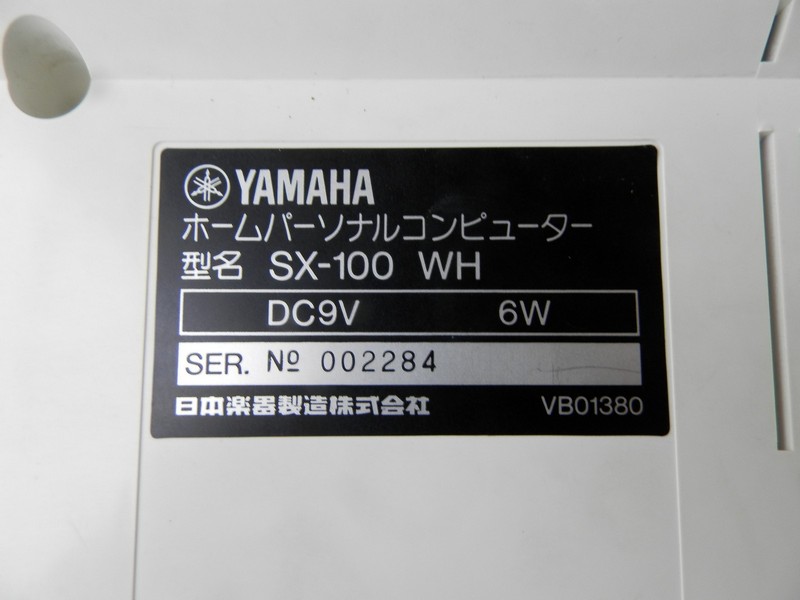 YAMAHA
ホームパーソナルコンピューター
型名 SX-100 WH
DC9V 6W
SER. Nº 002284
日本楽器製造株式会社 VB01380